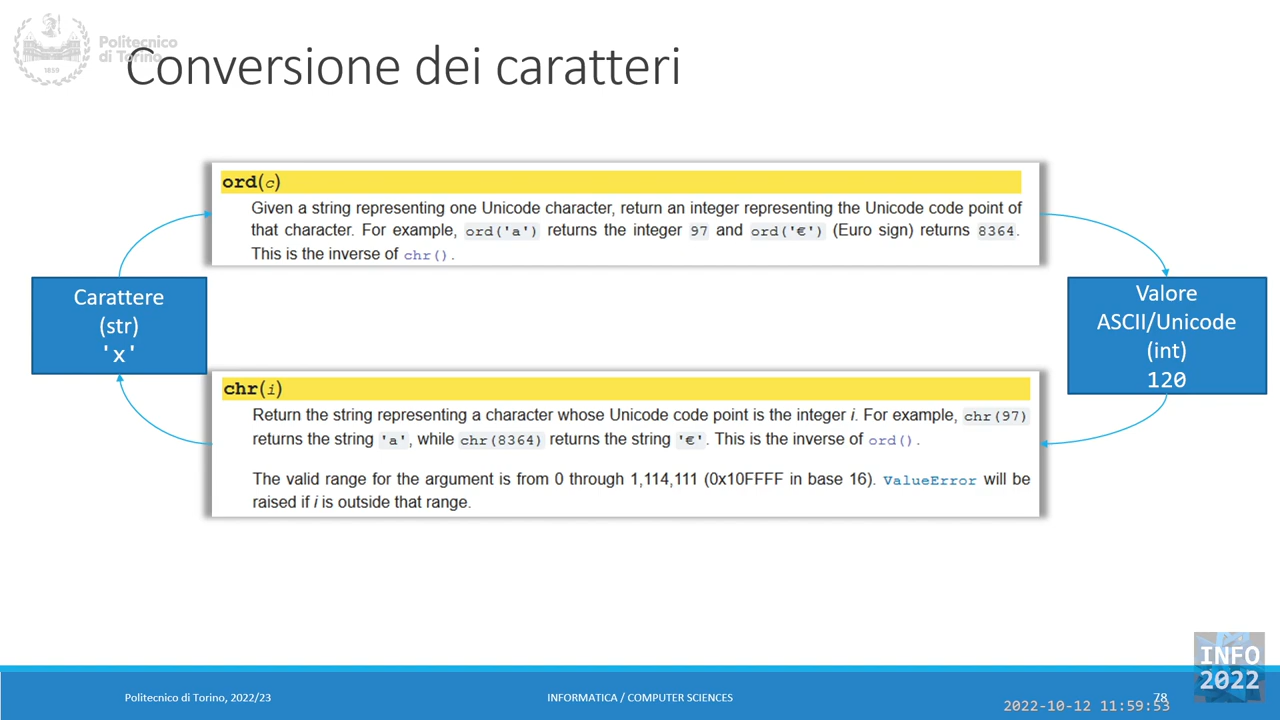 Politecnico
di Torino
1859
Conversione dei caratteri
ord(c)
Given a string representing one Unicode character, return an integer representing the Unicode code point of
that character. For example, ord('a') returns the integer 97 and ord('€') (Euro sign) returns 8364.
This is the inverse of chr().
Carattere
(str)
'x'
Valore
ASCII/Unicode
(int)
120
chr(i)
Return the string representing a character whose Unicode code point is the integer i. For example, chr(97)
returns the string 'a', while chr(8364) returns the string '€'. This is the inverse of ord().
The valid range for the argument is from 0 through 1,114,111 (0x10FFFF in base 16). ValueError will be
raised if i is outside that range.
INFO
2022
Politecnico di Torino, 2022/23
INFORMATICA / COMPUTER SCIENCES
78
2022-10-12 11:59:53